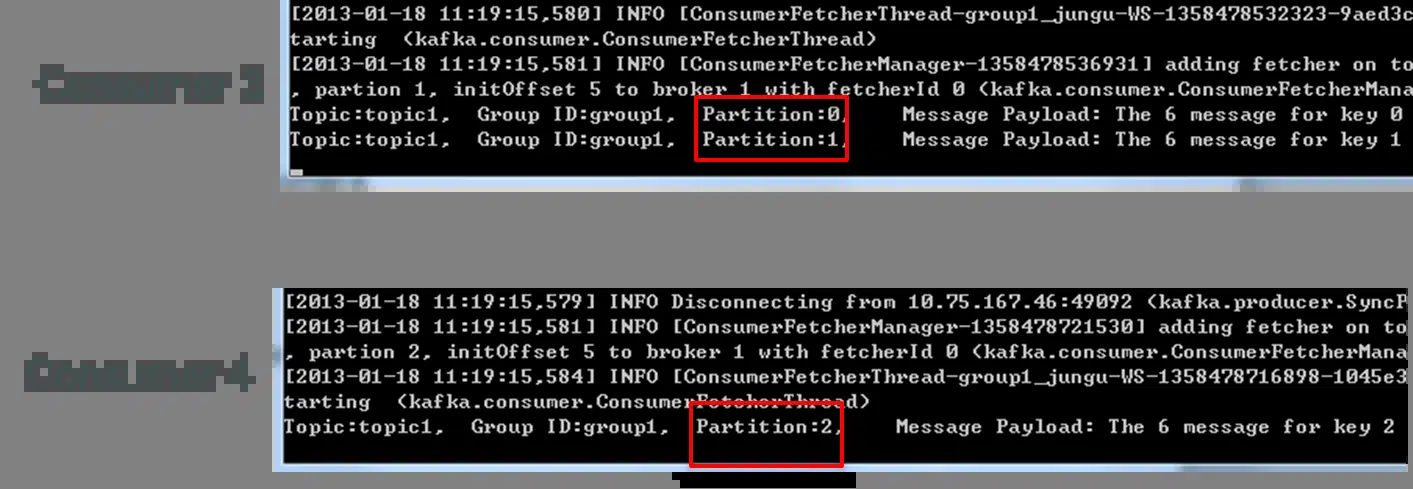 [2013-01-18 11:19:15,580] INFO [ConsumerFetcherThread-group1_jungu-WS-1358478532323-9aed3c
tarting (kafka.consumer.ConsumerFetcherThread)
Consumer 3
[2013-01-18 11:19:15,581] INFO [ConsumerFetcherManager-1358478536931] adding fetcher on to
, partion 1, initOffset 5 to broker 1 with fetcherId 0 (kafka.consumer.ConsumerFetcherMana
Topic:topic1, Group ID:group1, Partition:0, Message Payload: The 6 message for key 0
Topic:topic1, Group ID:group1, Partition:1, Message Payload: The 6 message for key 1
[2013-01-18 11:19:15,579] INFO Disconnecting from 10.75.167.46:49092 (kafka.producer.SyncP
[2013-01-18 11:19:15,581] INFO [ConsumerFetcherManager-1358478721530] adding fetcher on to
, partion 2, initOffset 5 to broker 1 with fetcherId 0 (kafka.consumer.ConsumerFetcherMana
Consumer 4
[2013-01-18 11:19:15,584] INFO [ConsumerFetcherThread-group1_jungu-WS-1358478716898-1045e3
tarting (kafka.consumer.ConsumerFetcherThread)
Topic:topic1, Group ID:group1, Partition:2, Message Payload: The 6 message for key 2